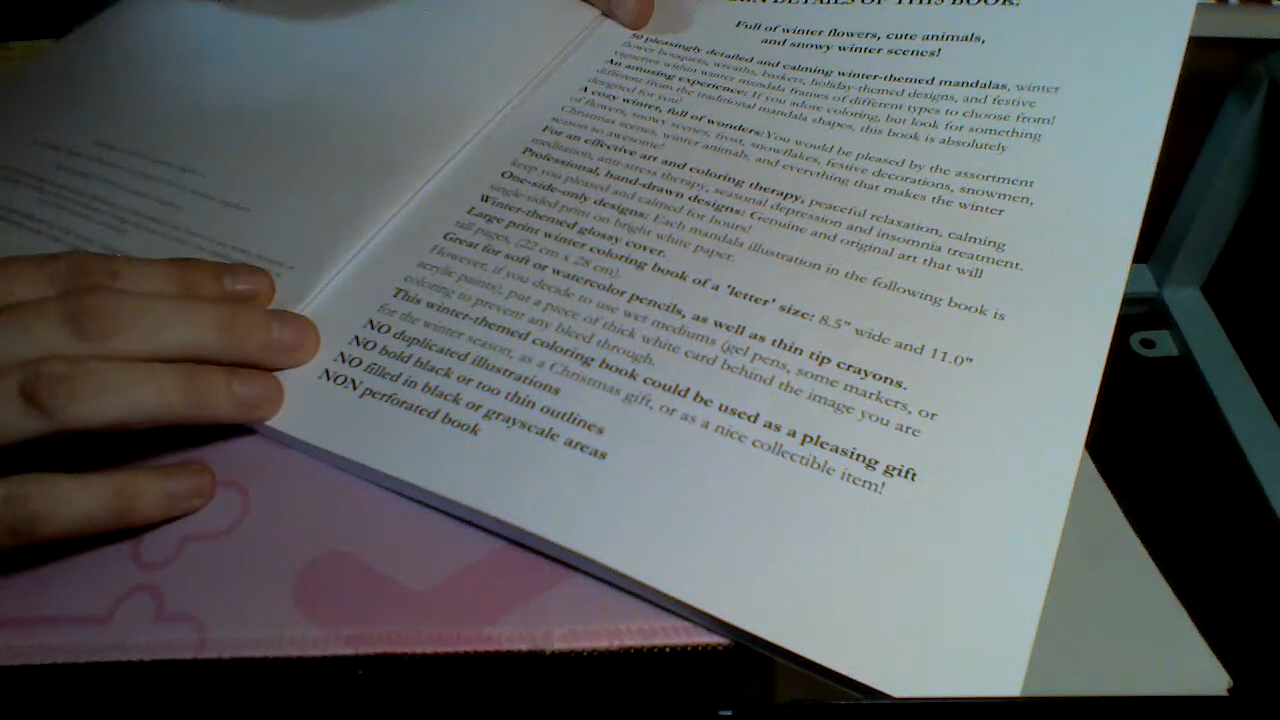 DETAILS OF THIS BOOK:
Full of winter flowers, cute animals,
and snowy winter scenes!
50 pleasingly detailed and calming winter-themed mandalas, winter
flower bouquets, wreaths, baskets, holiday-themed designs, and festive
vignettes within winter mandala frames of different types to choose from!
An amusing experience: If you adore coloring, but look for something
different from the traditional mandala shapes, this book is absolutely
designed for you!
A cozy winter, full of wonders: You would be pleased by the assortment
of flowers, snowy scenes, frost, snowflakes, festive decorations, snowmen,
Christmas scenes, winter animals, and everything that makes the winter
season so awesome!
For an effective art and coloring therapy, peaceful relaxation, calming
meditation, anti-stress therapy, seasonal depression and insomnia treatment.
Professional, hand-drawn designs: Genuine and original art that will
keep you pleased and calmed for hours!
One-side-only designs: Each mandala illustration in the following book is
single-sided print on bright white paper.
Winter-themed glossy cover.
Large print winter coloring book of a 'letter' size: 8.5" wide and 11.0"
tall pages, (22 cm x 28 cm).
Great for soft or watercolor pencils, as well as thin tip crayons.
However, if you decide to use wet mediums (gel pens, some markers, or
acrylic paints), put a piece of thick white card behind the image you are
coloring to prevent any bleed through.
This winter-themed coloring book could be used as a pleasing gift
for the winter season, as a Christmas gift, or as a nice collectible item!
NO duplicated illustrations
NO bold black or too thin outlines
NO filled in black or grayscale areas
NON perforated book